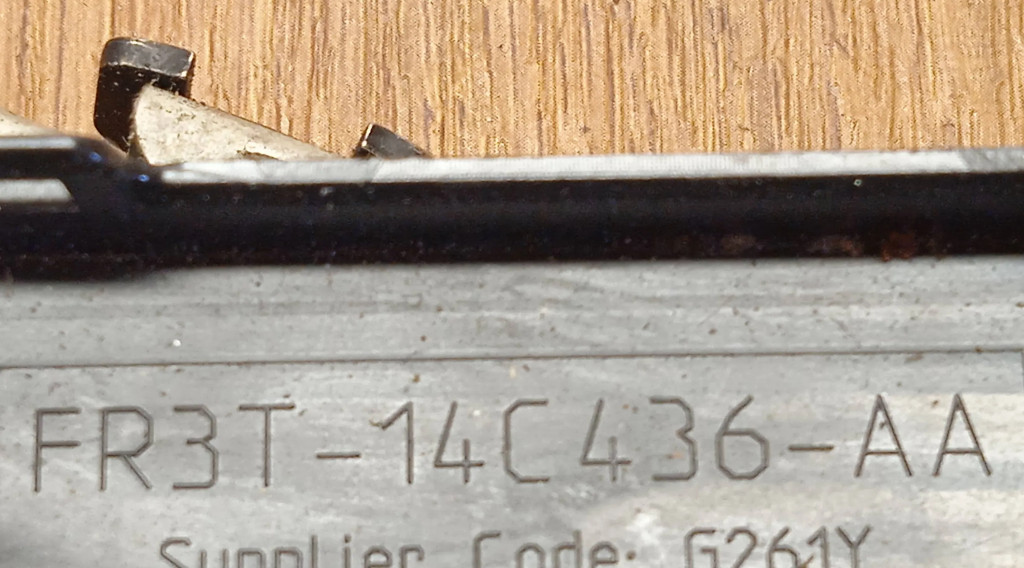 FR3T-14C436-AA
Supplier Code: G261Y